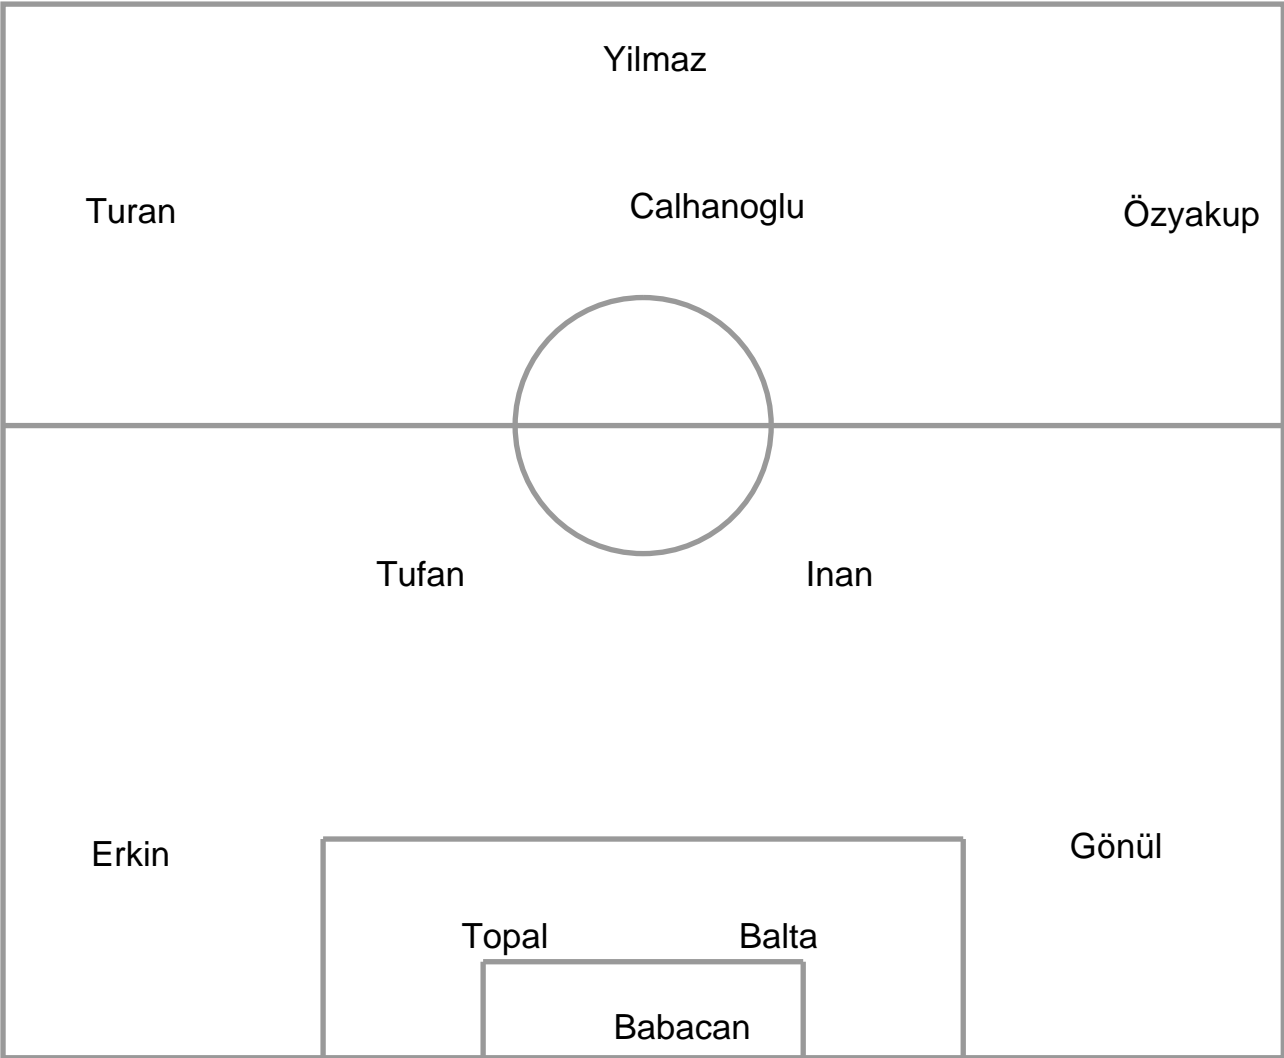 Yilmaz
Turan
Calhanoglu
Özyakup
Tufan
Inan
Erkin
Gönül
Topal
Balta
Babacan